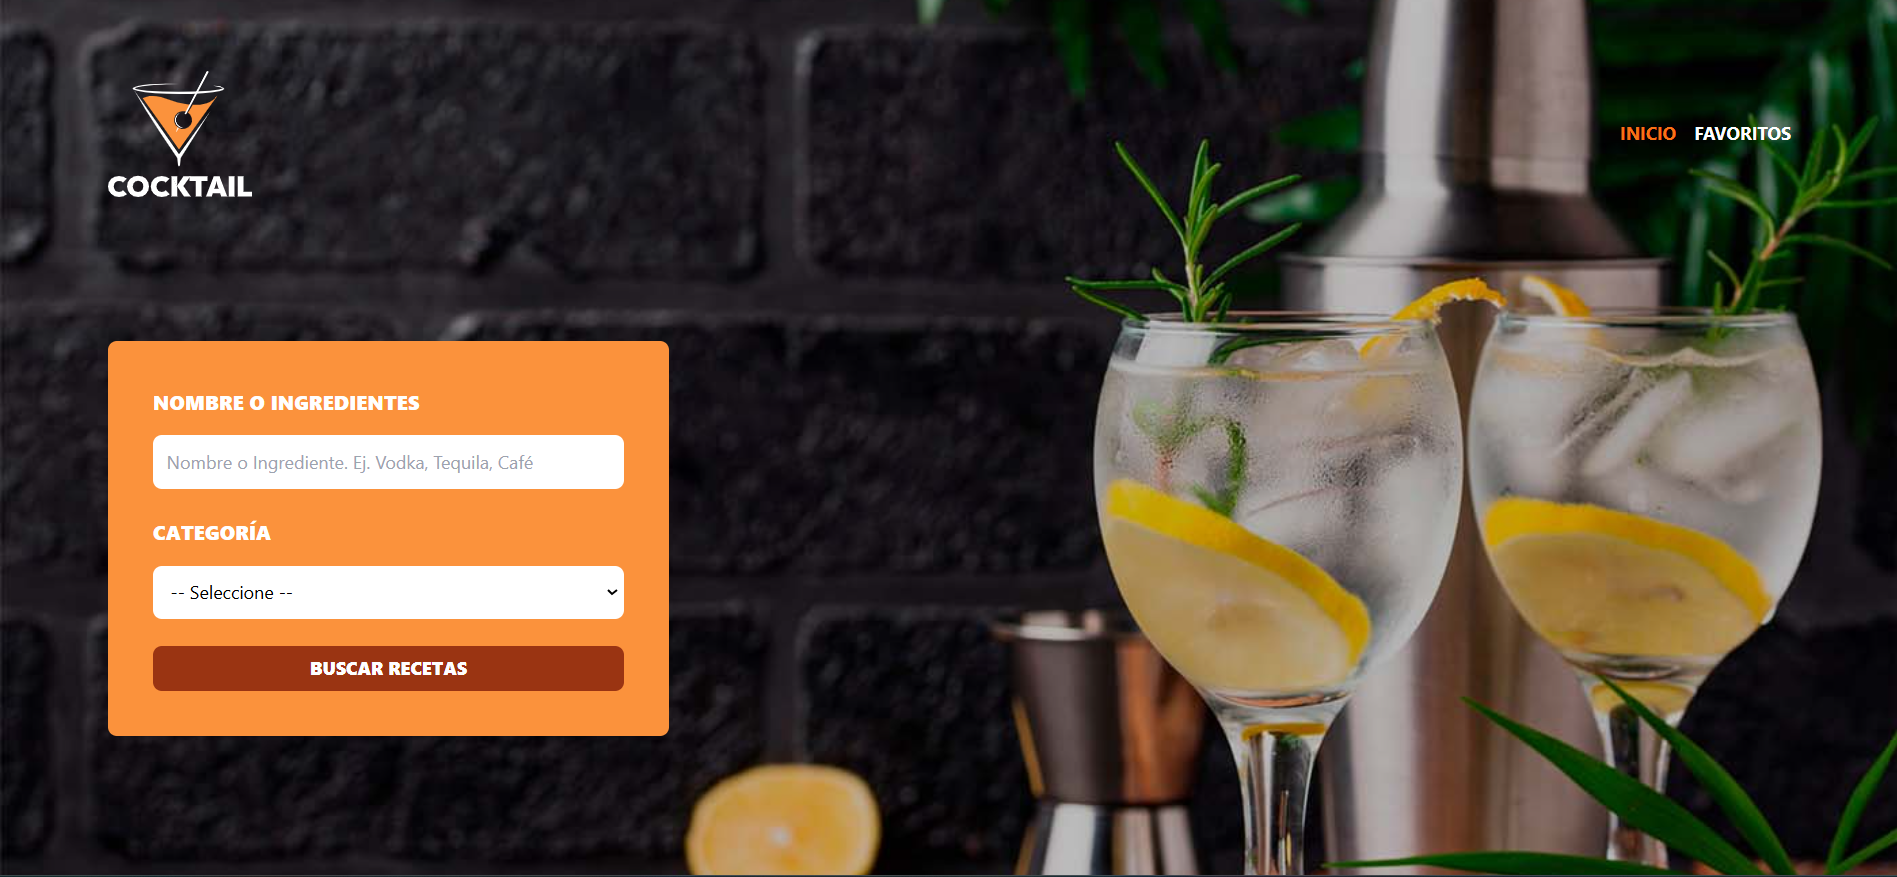 COCKTAIL
INICIO FAVORITOS
NOMBRE O INGREDIENTES
Nombre o Ingrediente. Ej. Vodka, Tequila, Café
CATEGORÍA
-- Seleccione --
BUSCAR RECETAS